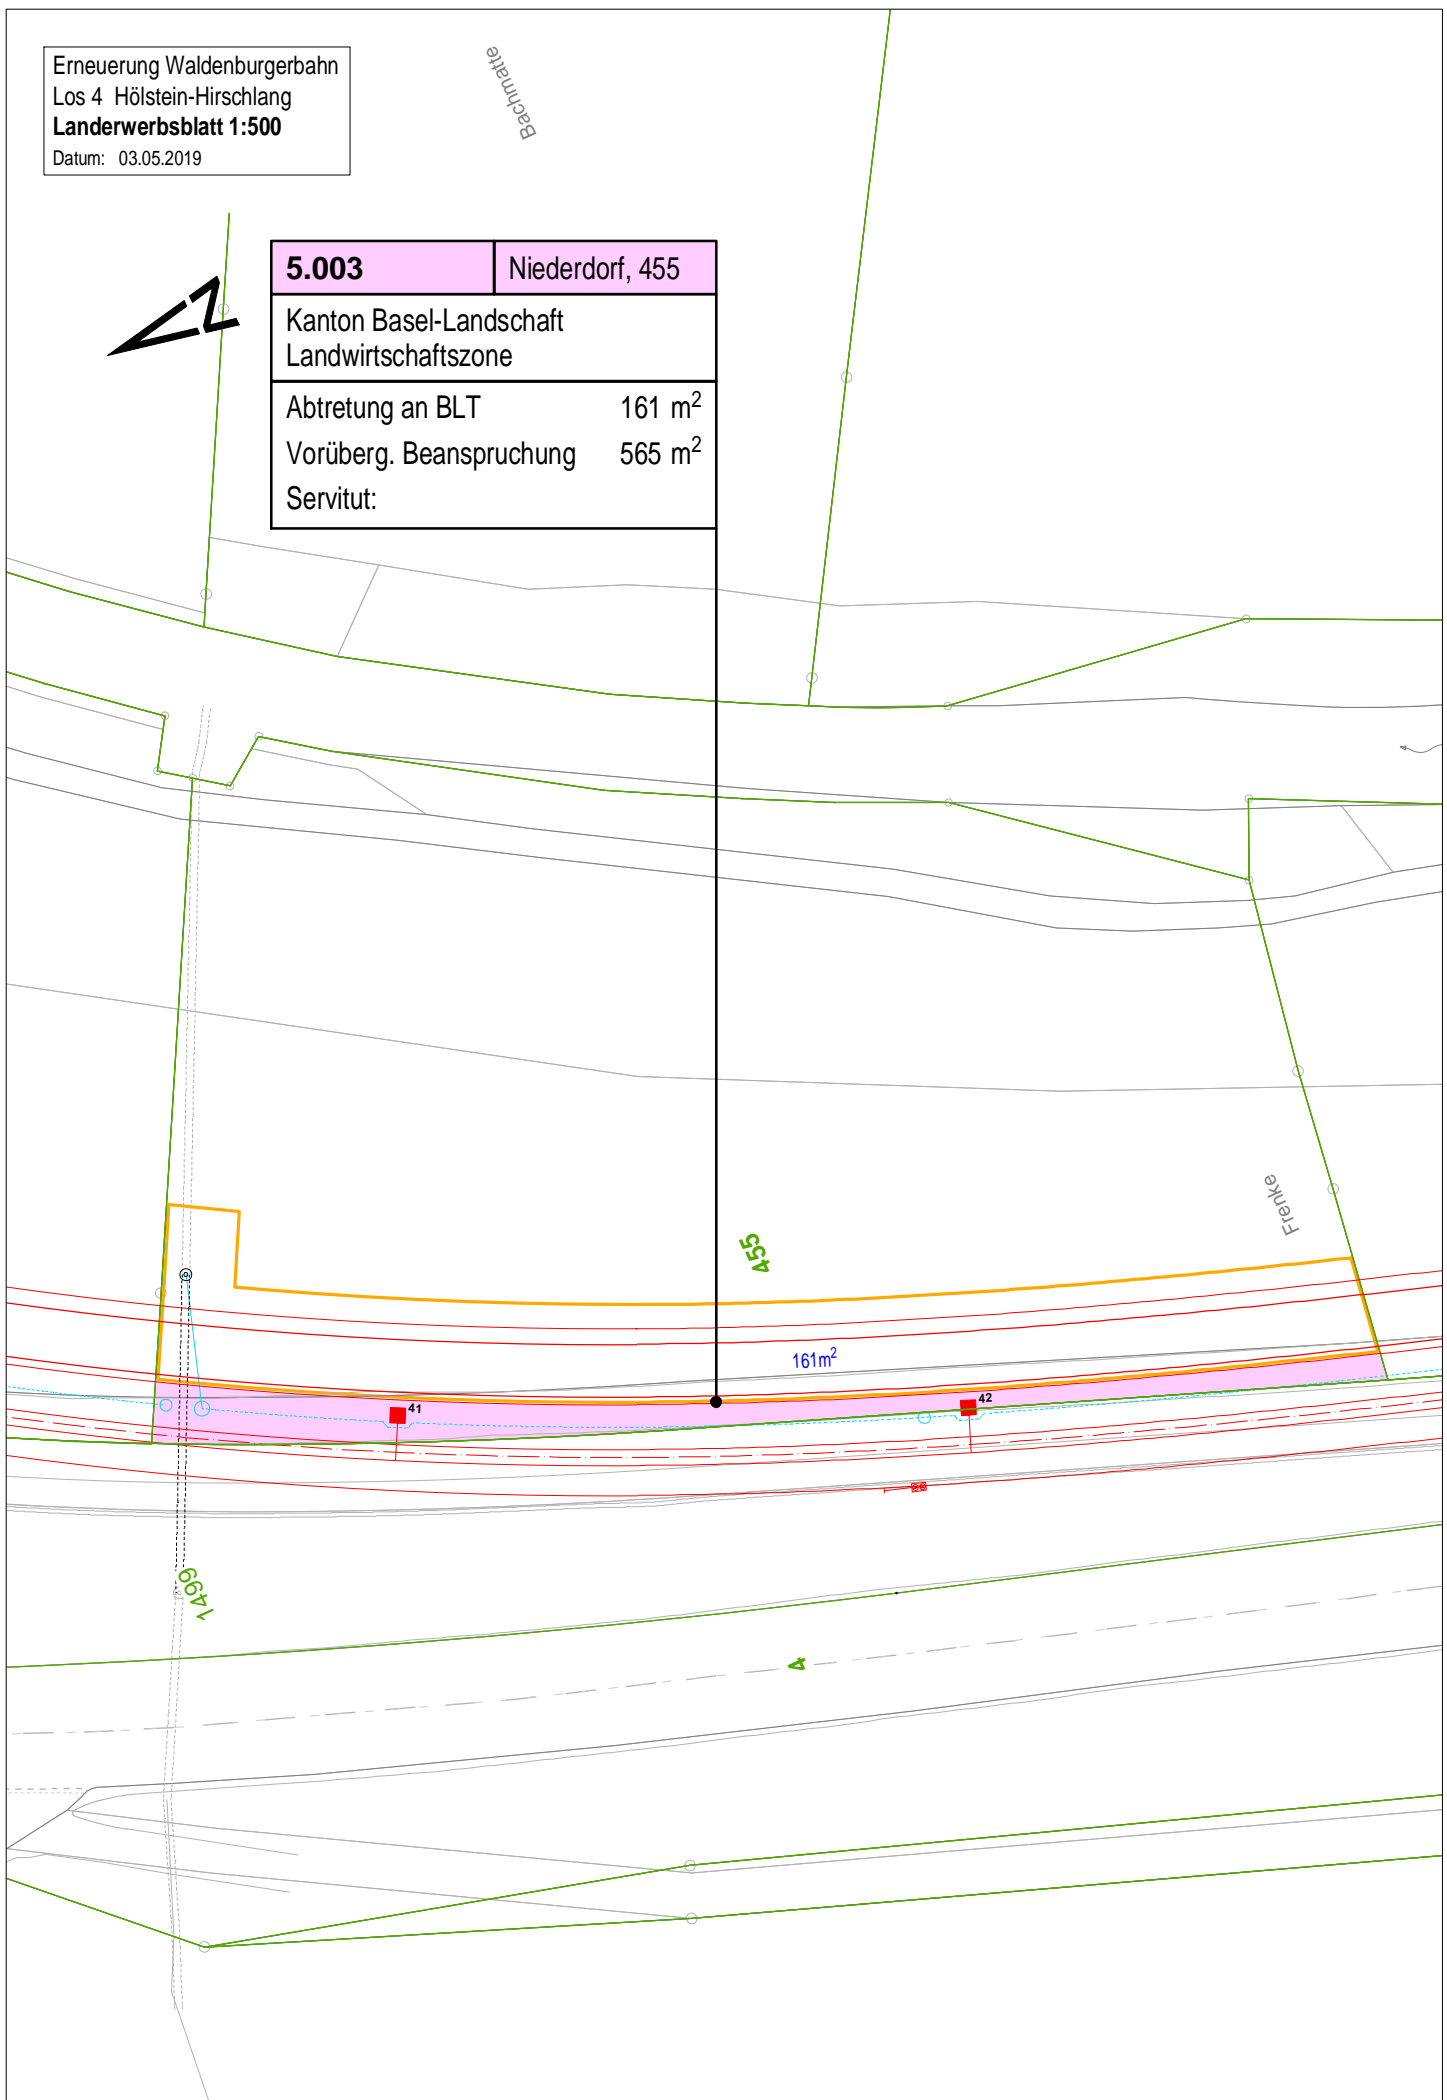 Erneuerung Waldenburgerbahn
Los 4 Hölstein-Hirschlang
Landerwerbsblatt 1:500
Datum: 03.05.2019
Bachmatte
5.003 Niederdorf, 455
Kanton Basel-Landschaft
Landwirtschaftszone
Abtretung an BLT 161 m²
Vorüberg. Beanspruchung 565 m²
Servitut:
Frenke
455
161m²
41
42
1499
4